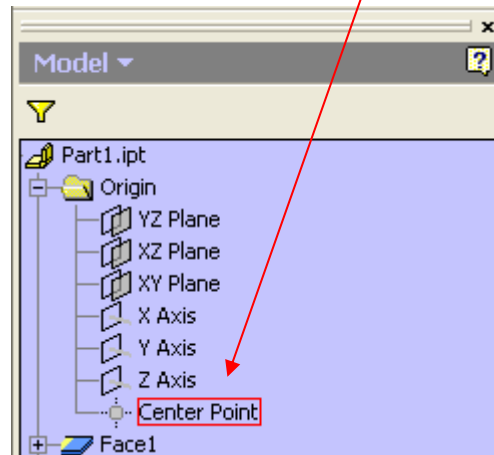 Model
Part1.ipt
Origin
YZ Plane
XZ Plane
XY Plane
X Axis
Y Axis
Z Axis
Center Point
Face1